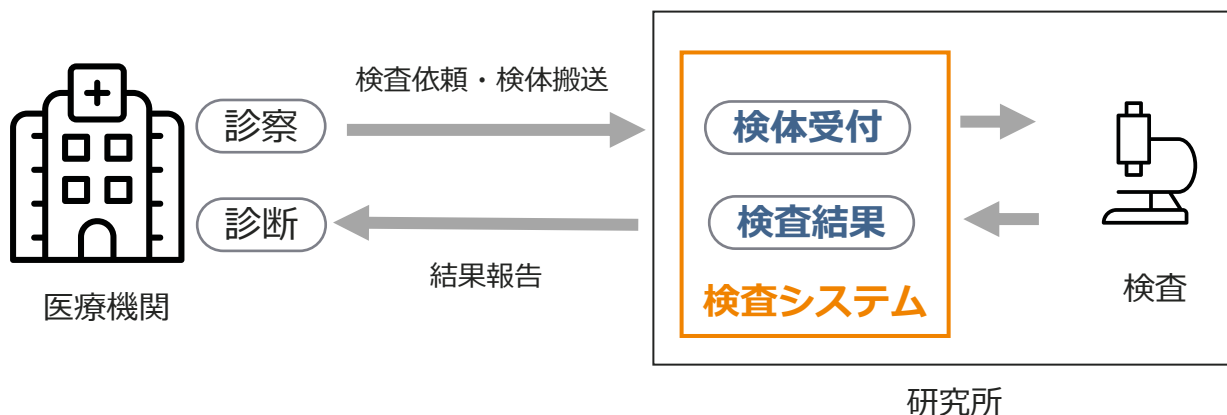 検査依頼・検体搬送
診察
検体受付
診断
検査結果
結果報告
検査システム
検査
医療機関
研究所